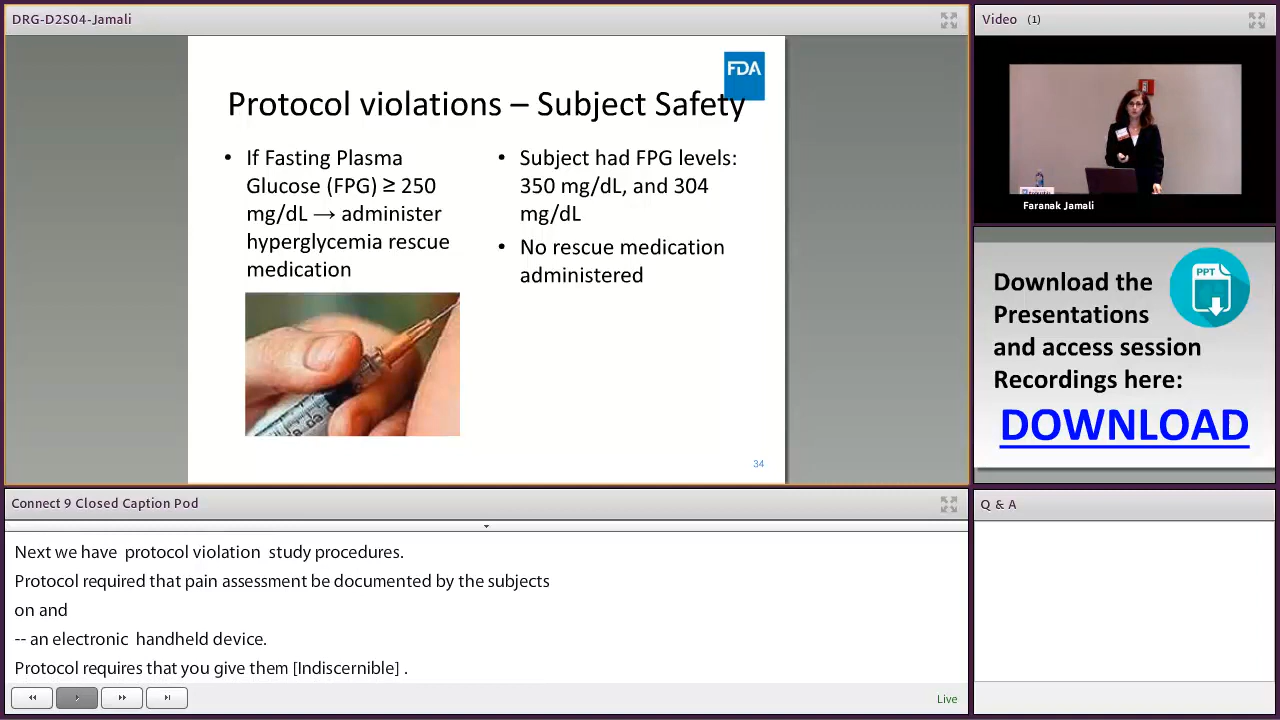 DRG-D2S04-Jamali
FDA
Protocol violations – Subject Safety
• If Fasting Plasma
Glucose (FPG) ≥ 250
mg/dL → administer
hyperglycemia rescue
medication
• Subject had FPG levels:
350 mg/dL, and 304
mg/dL
• No rescue medication
administered
34
Video (1)
Faranak Jamali
PPT
Download the
Presentations
and access session
Recordings here:
DOWNLOAD
Connect 9 Closed Caption Pod
Next we have protocol violation study procedures.
Protocol required that pain assessment be documented by the subjects
on and
-- an electronic handheld device.
Protocol requires that you give them [Indiscernible] .
Live
Q & A